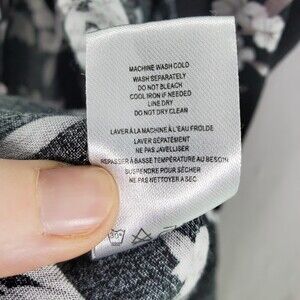 MACHINE WASH COLD
WASH SEPARATELY
DO NOT BLEACH
COOL IRON IF NEEDED
LINE DRY
DO NOT DRY CLEAN
LAVER À LA MACHINE À L'EAU FROIDE
LAVER SÉPATÉMENT
NE PAS JAVELLISER
REPASSER À BASSE TEMPÉRATURE AU BESOIN
SUSPENDRE POUR SÉCHER
NE PAS NETTOYER A SEC
30°